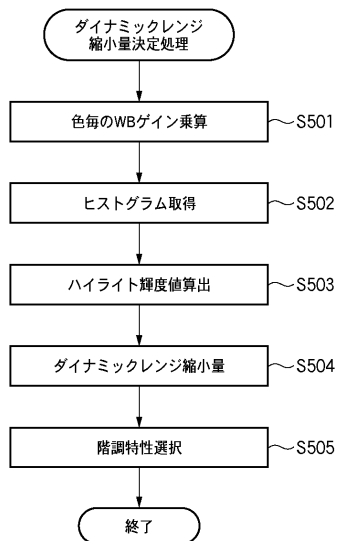 ダイナミックレンジ
縮小量決定処理
色毎のWBゲイン乗算
S501
ヒストグラム取得
S502
ハイライト輝度値算出
S503
ダイナミックレンジ縮小量
S504
階調特性選択
S505
終了